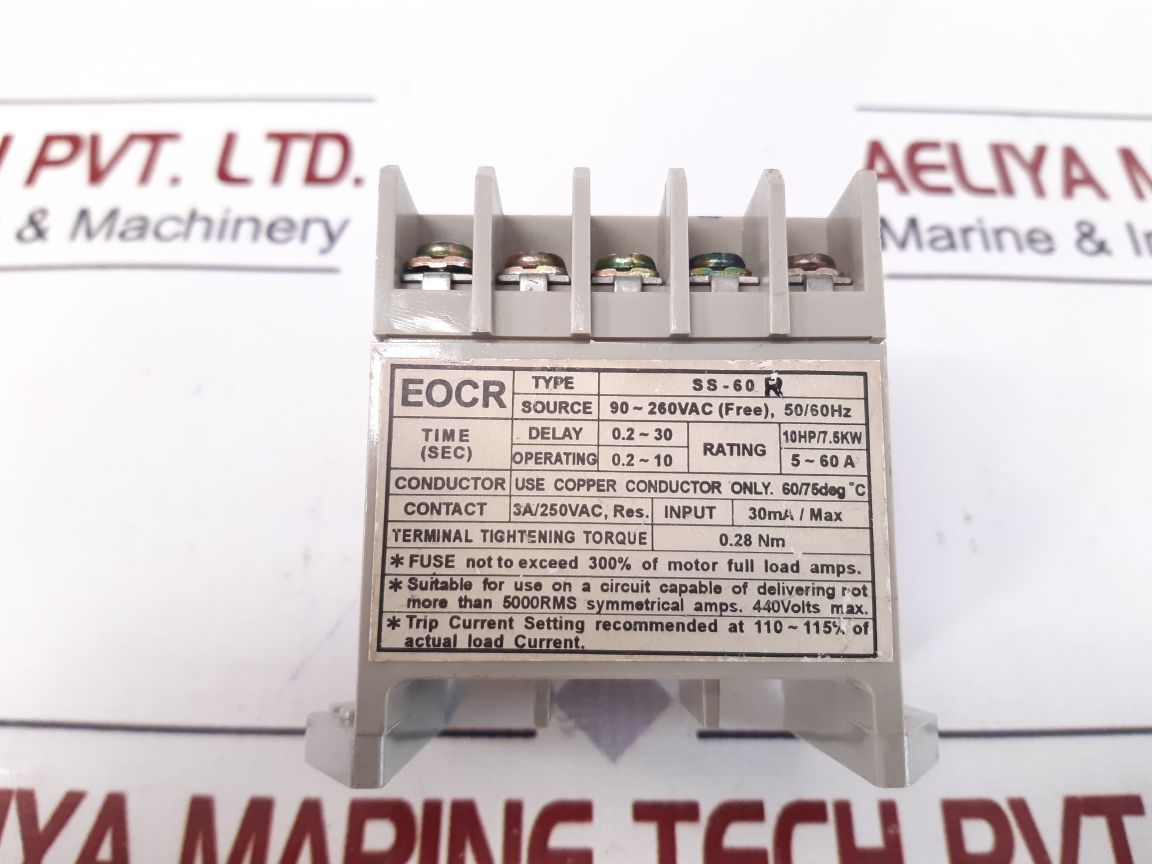 H PVT. LTD.
& Machinery
AELIYA M
Marine & In
EOCR
TYPE SS-60 R
SOURCE 90~260VAC (Free), 50/60Hz
TIME (SEC)
DELAY 0.2~30
OPERATING 0.2~10
RATING
10HP/7.5KW
5~60 A
CONDUCTOR USE COPPER CONDUCTOR ONLY. 60/75deg °C
CONTACT 3A/250VAC, Res. INPUT 30mA / Max
TERMINAL TIGHTENING TORQUE 0.28 Nm
* FUSE not to exceed 300% of motor full load amps.
* Suitable for use on a circuit capable of delivering not
more than 5000RMS symmetrical amps. 440Volts max.
* Trip Current Setting recommended at 110~115% of
actual load Current.
IYA MARINE TECH PVT